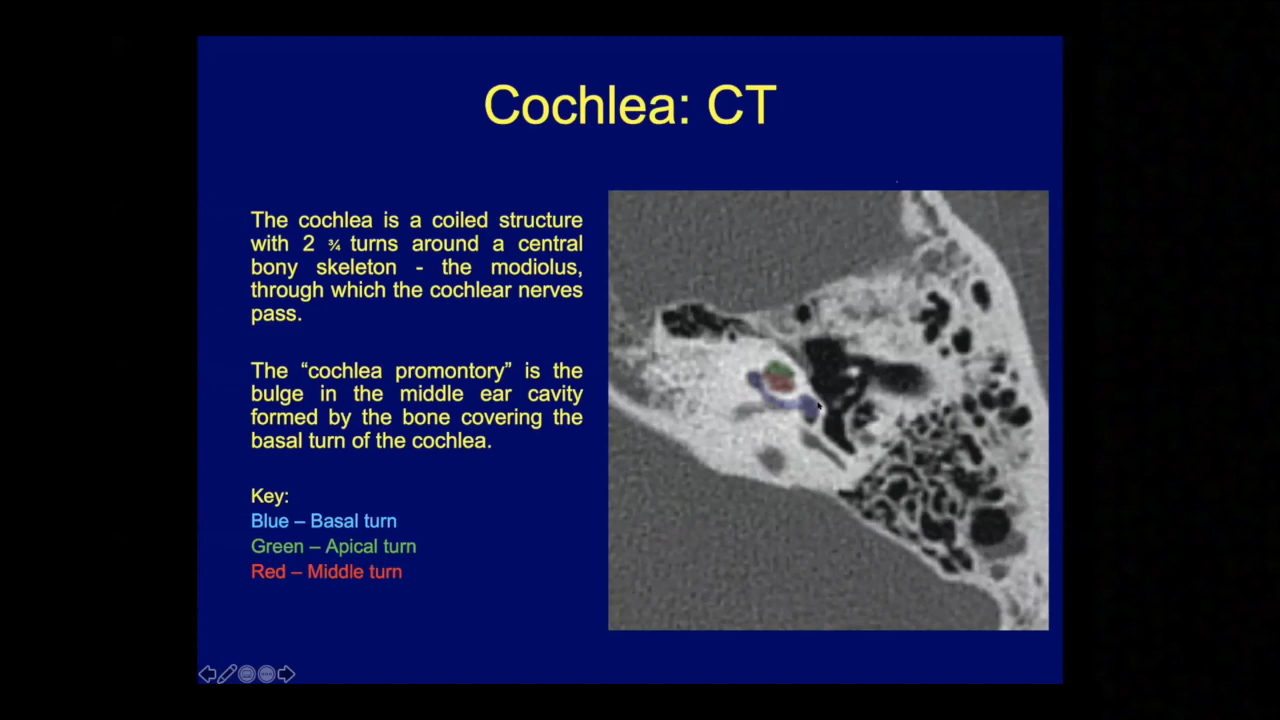 Cochlea: CT
The cochlea is a coiled structure
with 2 ¾ turns around a central
bony skeleton - the modiolus,
through which the cochlear nerves
pass.
The “cochlea promontory” is the
bulge in the middle ear cavity
formed by the bone covering the
basal turn of the cochlea.
Key:
Blue – Basal turn
Green – Apical turn
Red – Middle turn